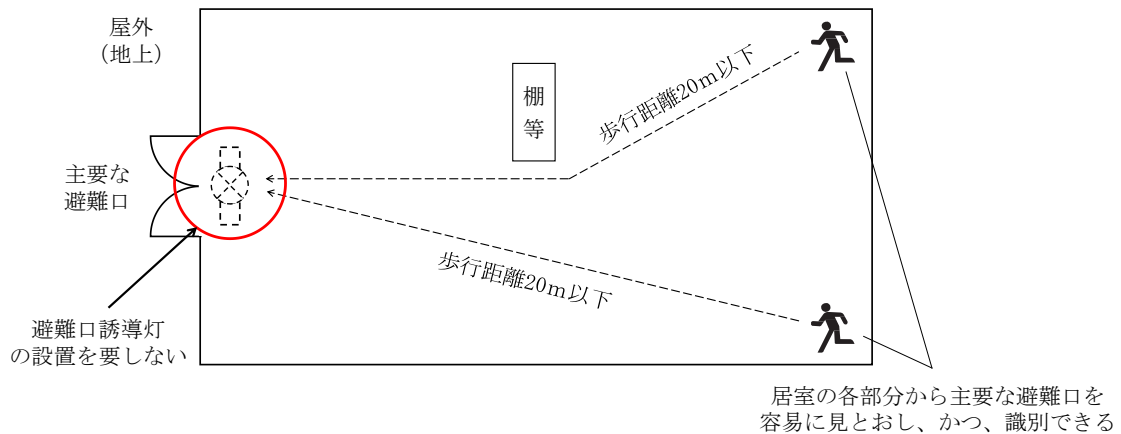 屋外
（地上）
棚
等
歩行距離20ｍ以下
主要な
避難口
歩行距離20ｍ以下
避難口誘導灯
の設置を要しない
居室の各部分から主要な避難口を
容易に見とおし、かつ、識別できる